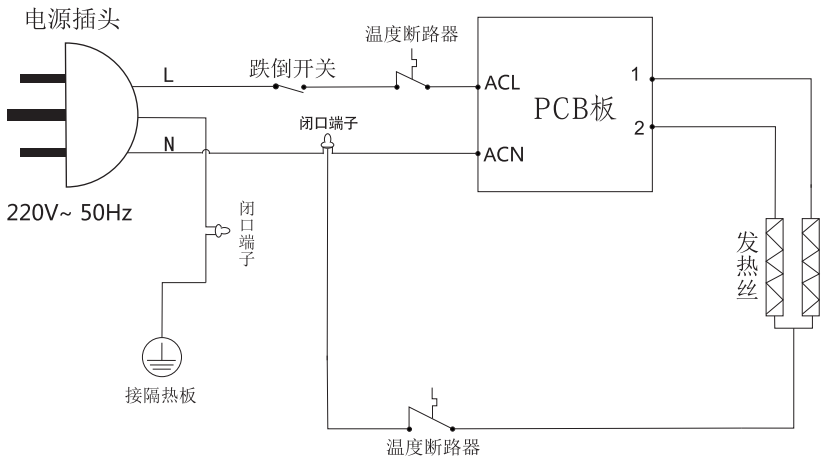 电源插头
温度断路器
跌倒开关
L
ACL
PCB板
1
2
闭口端子
N
ACN
220V~ 50Hz
闭口端子
发热丝
接隔热板
温度断路器